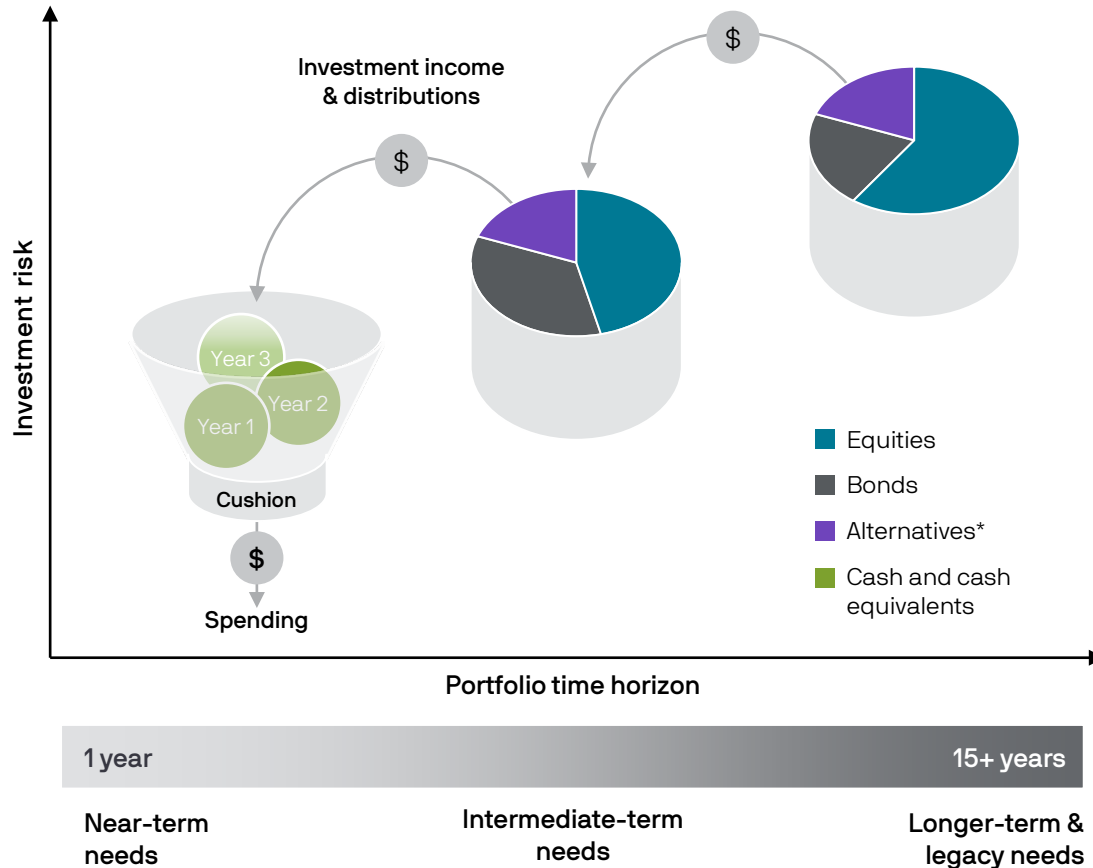 $
Investment income
& distributions
$
Investment risk
Year 3
Year 2
Year 1
Cushion
$
Spending
Equities
Bonds
Alternatives*
Cash and cash
equivalents
Portfolio time horizon
1 year
15+ years
Near-term
needs
Intermediate-term
needs
Longer-term &
legacy needs